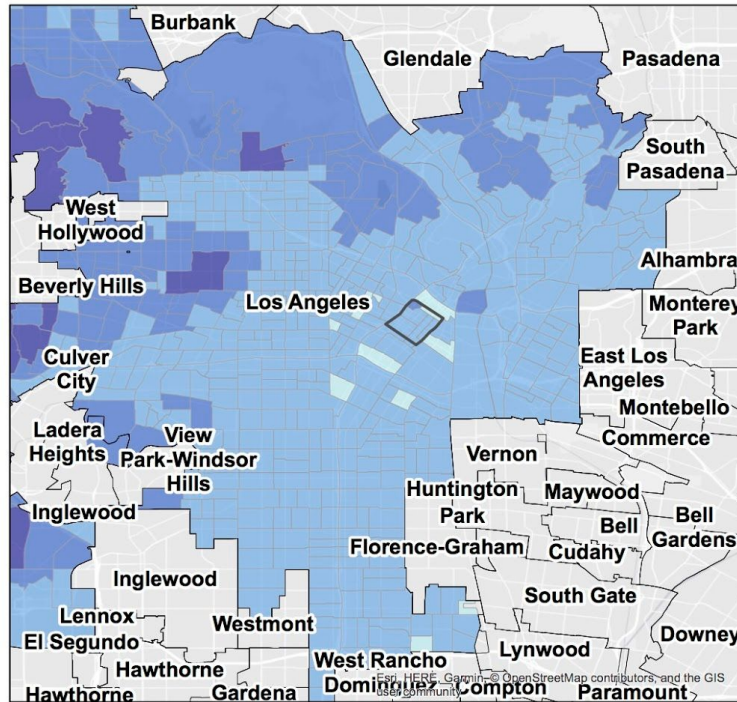 Burbank
Glendale
Pasadena
South
Pasadena
West
Hollywood
Alhambra
Beverly Hills
Los Angeles
Monterey
Park
Culver
City
East Los
Angeles
Montebello
Ladera
Heights
View
Park-Windsor
Hills
Commerce
Vernon
Huntington
Park
Maywood
Inglewood
Bell
Bell
Gardens
Florence-Graham
Cudahy
Inglewood
South Gate
Lennox
Westmont
El Segundo
Lynwood
Downey
Hawthorne
West Rancho
Dominguez
Esri, HERE, Garmin, © OpenStreetMap contributors, and the GIS
user community
Hawthorne
Gardena
Compton
Paramount